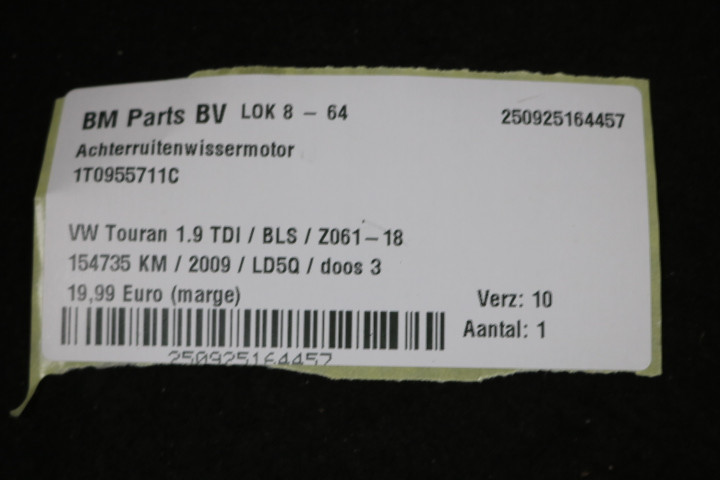 BM Parts BV LOK 8 - 64 250925164457
Achterruitenwissermotor
1T0955711C
VW Touran 1.9 TDI / BLS / Z061-18
154735 KM / 2009 / LD5Q / doos 3
19,99 Euro (marge) Verz: 10
Aantal: 1
250925164457